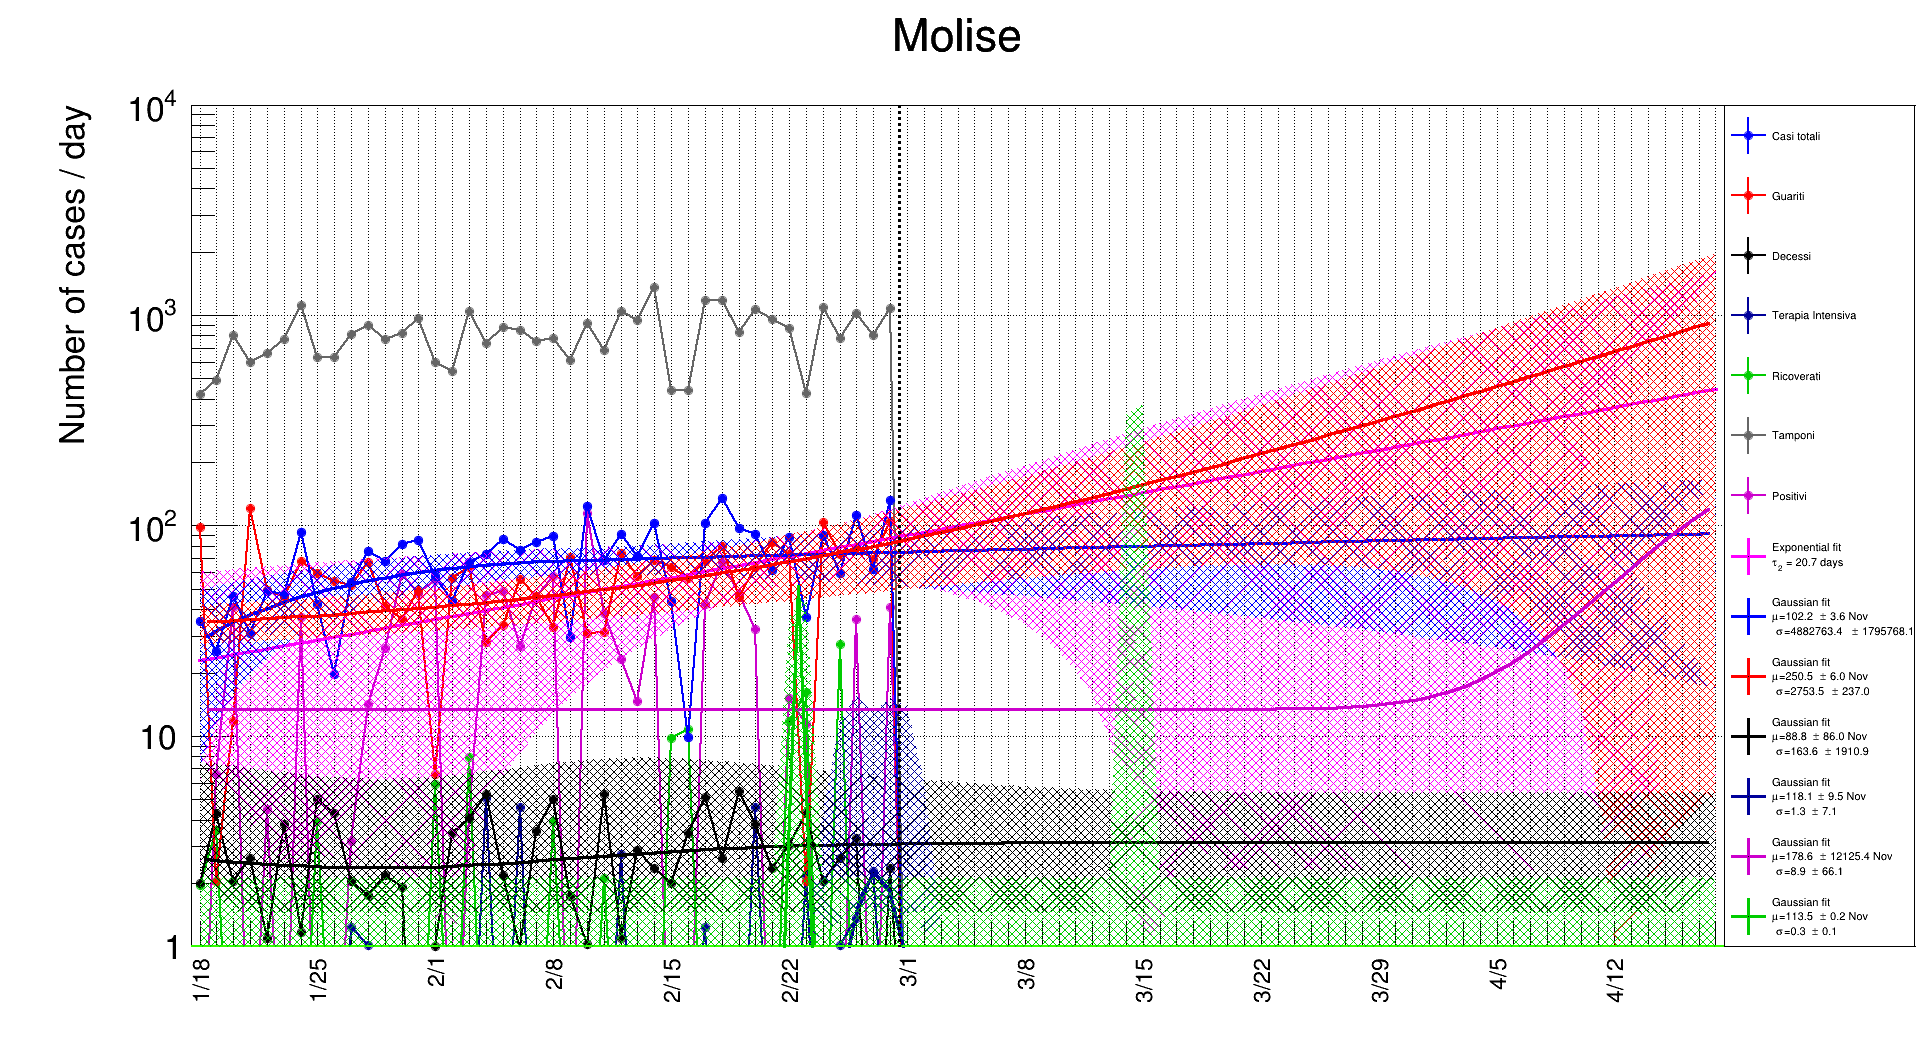 Molise
Number of cases / day
10^4
10^3
10^2
10
1
1/18
1/25
2/1
2/8
2/15
2/22
3/1
3/8
3/15
3/22
3/29
4/5
4/12
Casi totali
Guariti
Decessi
Terapia Intensiva
Ricoverati
Tamponi
Positivi
Exponential fit
τ2 = 20.7 days
Gaussian fit
μ=102.2 ± 3.6 Nov
σ=4882763.4 ± 1795768.1
Gaussian fit
μ=250.5 ± 6.0 Nov
σ=2753.5 ± 237.0
Gaussian fit
μ=88.8 ± 86.0 Nov
σ=163.6 ± 1910.9
Gaussian fit
μ=118.1 ± 9.5 Nov
σ=1.3 ± 7.1
Gaussian fit
μ=178.6 ± 12125.4 Nov
σ=8.9 ± 66.1
Gaussian fit
μ=113.5 ± 0.2 Nov
σ=0.3 ± 0.1